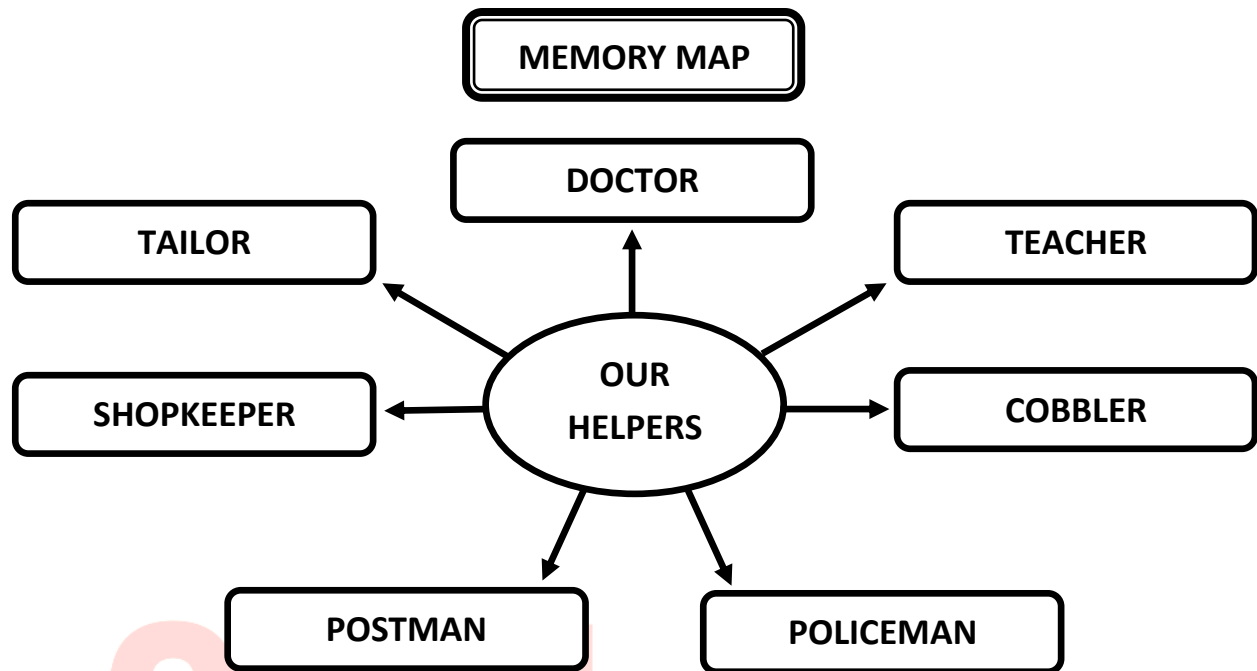 MEMORY MAP
DOCTOR
TAILOR
TEACHER
OUR
HELPERS
SHOPKEEPER
COBBLER
POSTMAN
POLICEMAN